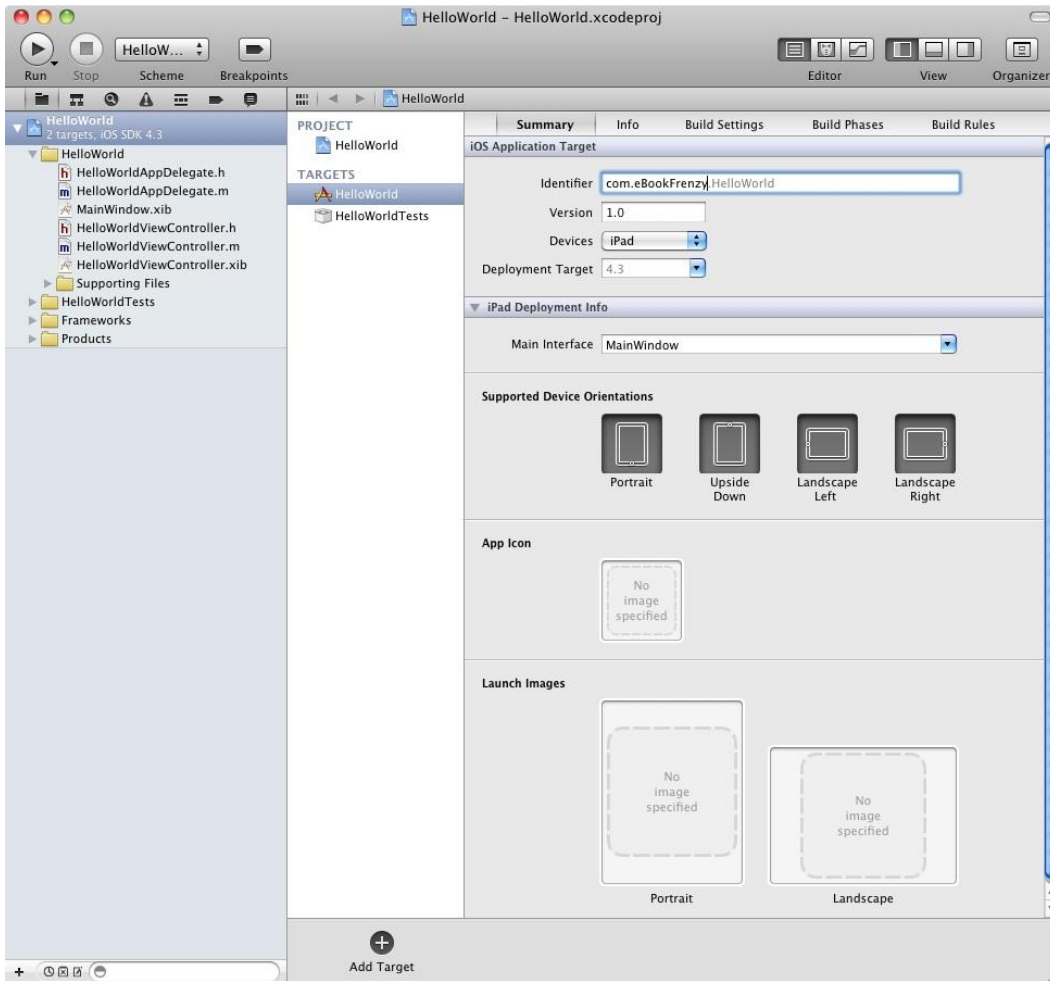 HelloWorld – HelloWorld.xcodeproj
HelloW...
Run Stop Scheme Breakpoints Editor View Organizer
HelloWorld
HelloWorld
2 targets, iOS SDK 4.3
HelloWorld
HelloWorldAppDelegate.h
HelloWorldAppDelegate.m
MainWindow.xib
HelloWorldViewController.h
HelloWorldViewController.m
HelloWorldViewController.xib
Supporting Files
HelloWorldTests
Frameworks
Products
PROJECT
HelloWorld
TARGETS
HelloWorld
HelloWorldTests
Summary Info Build Settings Build Phases Build Rules
iOS Application Target
Identifier com.eBookFrenzy.HelloWorld
Version 1.0
Devices iPad
Deployment Target 4.3
iPad Deployment Info
Main Interface MainWindow
Supported Device Orientations
Portrait Upside Landscape Landscape
Down Left Right
App Icon
No
image
specified
Launch Images
No
image
specified
No
image
specified
Portrait Landscape
Add Target